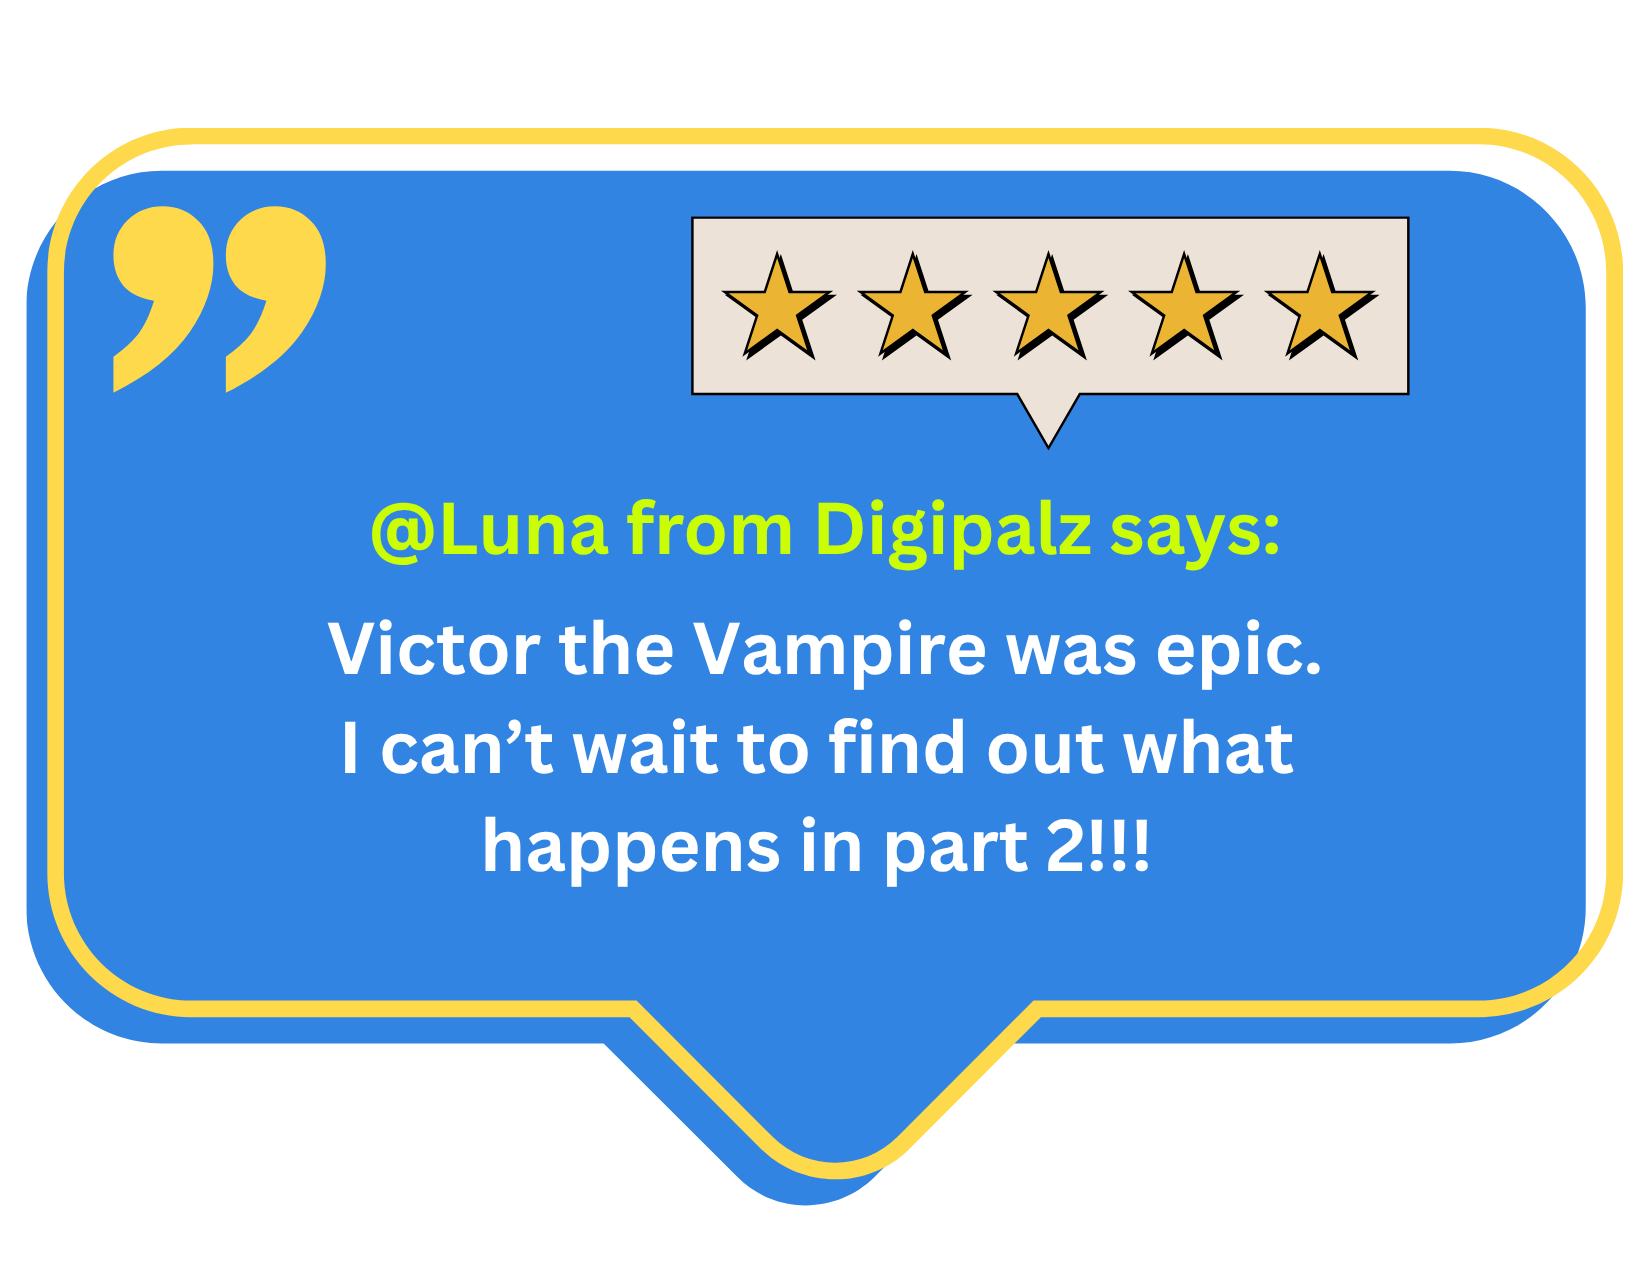 @Luna from Digipalz says:
Victor the Vampire was epic.
I can’t wait to find out what
happens in part 2!!!